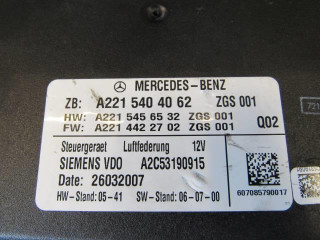 MERCEDES-BENZ
ZB: A221 540 40 62 ZGS 001
HW: A221 545 65 32 ZGS 001
FW: A221 442 27 02 ZGS 001 Q02
Steuergeraet Luftfederung 12V
SIEMENS VDO A2C53190915
Date: 26032007
HW-Stand: 05-41 SW-Stand: 06-07-00
607085790017